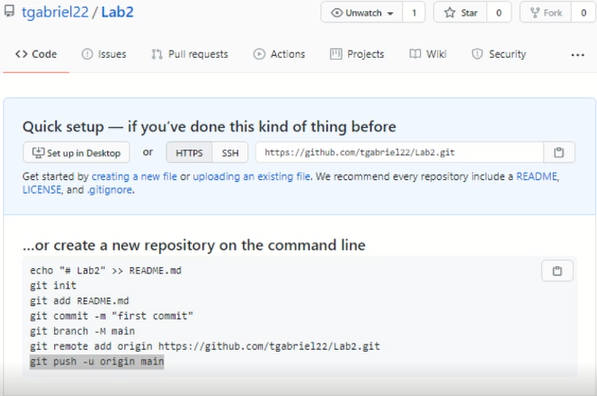 tgabriel22 / Lab2
Unwatch 1 Star 0 Fork 0
Code Issues Pull requests Actions Projects Wiki Security ...
Quick setup — if you've done this kind of thing before
Set up in Desktop or HTTPS SSH https://github.com/tgabriel22/Lab2.git
Get started by creating a new file or uploading an existing file. We recommend every repository include a README,
LICENSE, and .gitignore.
...or create a new repository on the command line
echo "# Lab2" >> README.md
git init
git add README.md
git commit -m "first commit"
git branch -M main
git remote add origin https://github.com/tgabriel22/Lab2.git
git push -u origin main